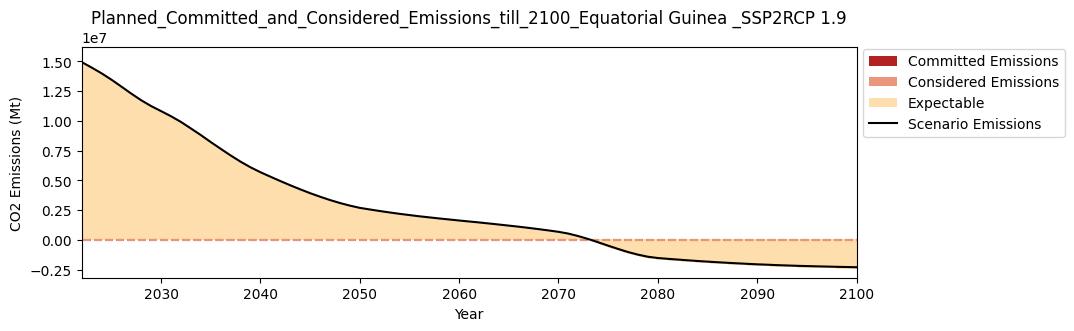 Planned_Committed_and_Considered_Emissions_till_2100_Equatorial Guinea _SSP2RCP 1.9
1e7
1.50
1.25
1.00
0.75
0.50
0.25
0.00
−0.25
CO2 Emissions (Mt)
2030 2040 2050 2060 2070 2080 2090 2100
Year
Committed Emissions
Considered Emissions
Expectable
Scenario Emissions